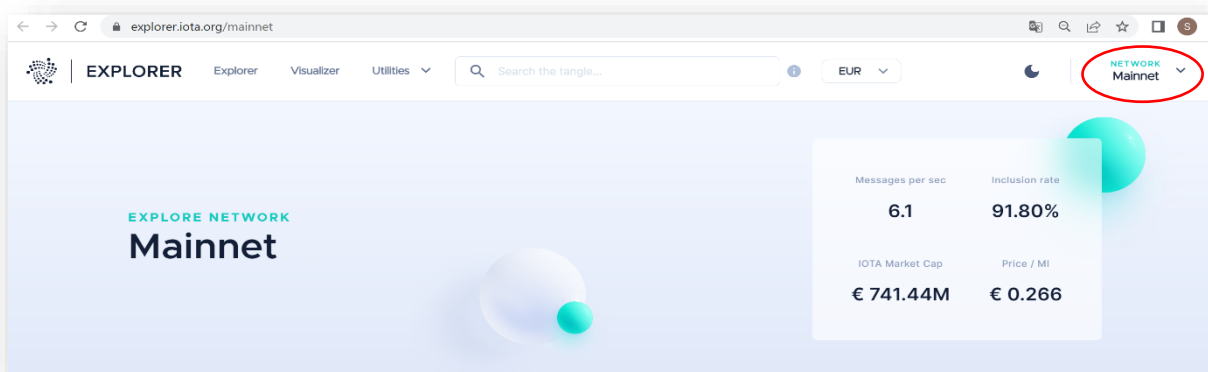 explorer.iota.org/mainnet
S
EXPLORER Explorer Visualizer Utilities Search the tangle... EUR NETWORK
Mainnet
Messages per sec Inclusion rate
6.1 91.80%
EXPLORE NETWORK
Mainnet
IOTA Market Cap Price / MI
€ 741.44M € 0.266